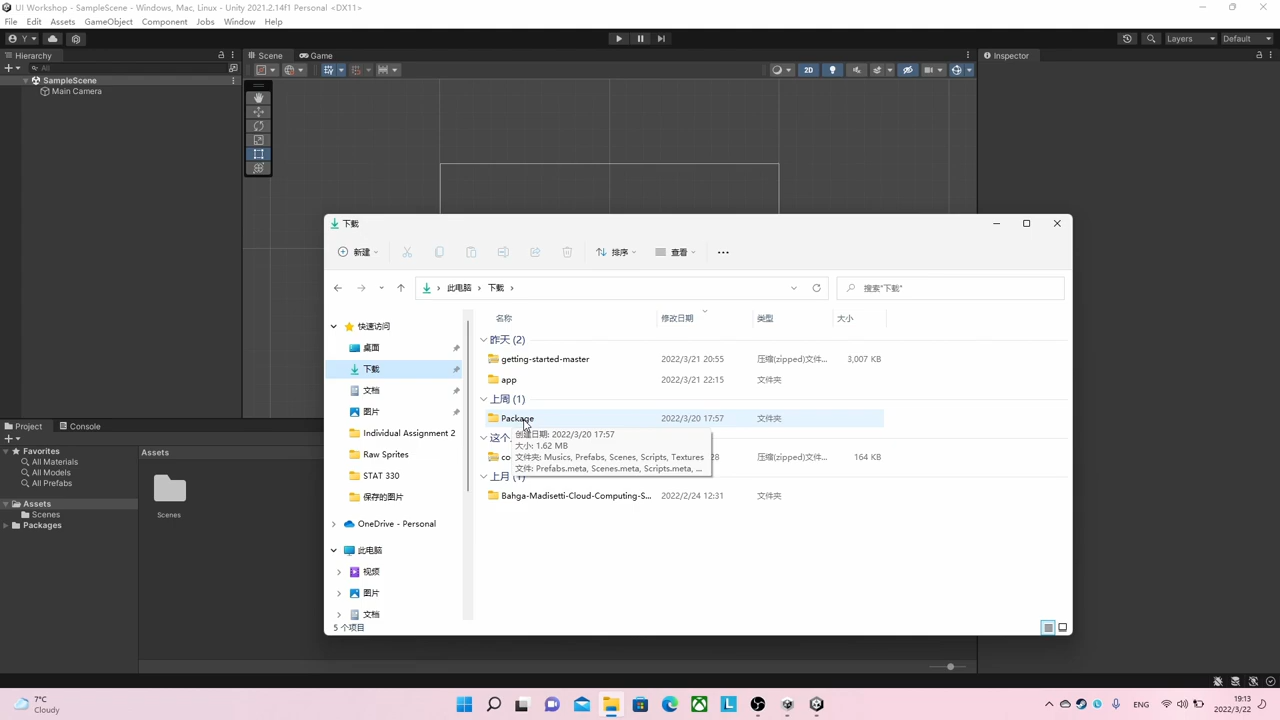 UI Workshop - SampleScene - Windows, Mac, Linux - Unity 2021.2.14f1 Personal <DX11>
File Edit Assets GameObject Component Jobs Window Help
Y
Layers Default
Hierarchy
Scene Game
Inspector
All
SampleScene
2D
Main Camera
下载
新建
排序
查看
此电脑 > 下载 >
搜索"下载"
名称 修改日期 类型 大小
快速访问
桌面
下载
文档
图片
Individual Assignment 2
Raw Sprites
STAT 330
保存的图片
OneDrive - Personal
此电脑
视频
图片
文档
昨天 (2)
getting-started-master 2022/3/21 20:55 压缩(zipped)文件... 3,007 KB
app 2022/3/21 22:15 文件夹
上周 (1)
Package 2022/3/20 17:57 文件夹
创建日期: 2022/3/20 17:57
大小: 1.62 MB
文件夹: Musics, Prefabs, Scenes, Scripts, Textures
文件: Prefabs.meta, Scenes.meta, Scripts.meta, ...
这个
co 28 压缩(zipped)文件... 164 KB
上月 (1)
Bahga-Madisetti-Cloud-Computing-S... 2022/2/24 12:31 文件夹
5 个项目
Project Console
Favorites
All Materials
All Models
All Prefabs
Assets
Scenes
Packages
Assets
Scenes
7°C
Cloudy
ENG
19:13
2022/3/22